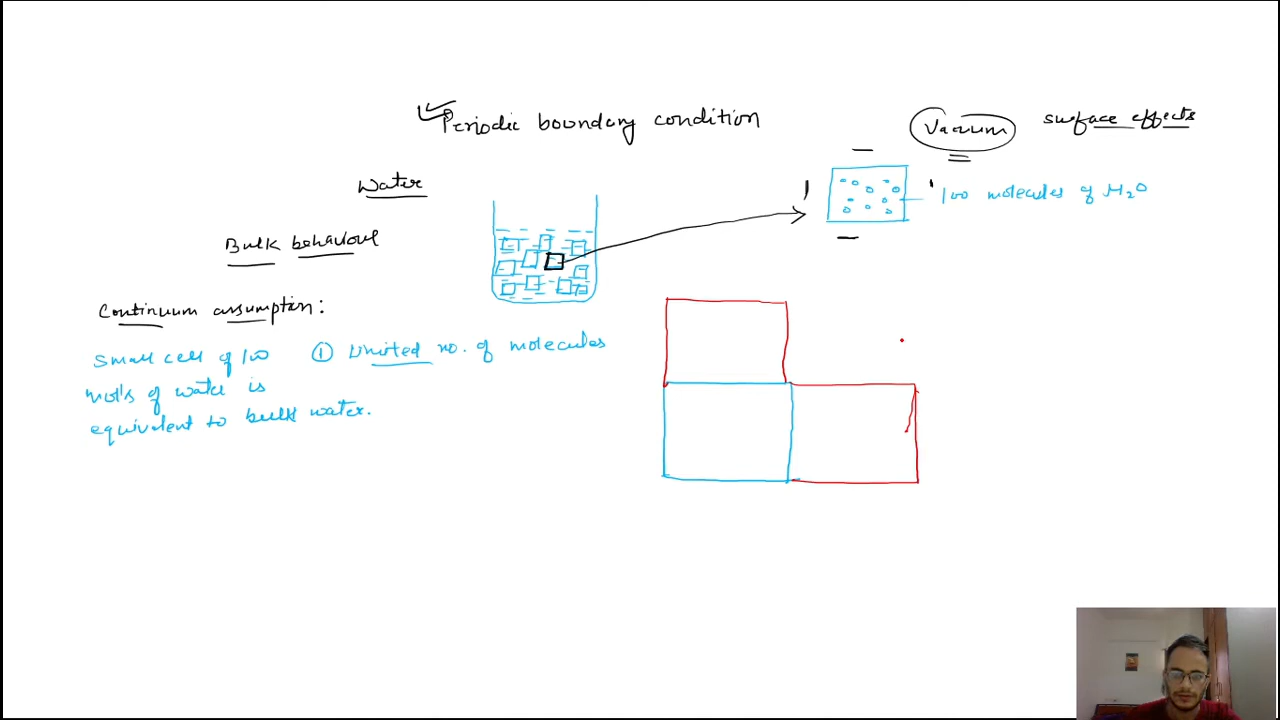 Periodic boundary condition
Vacuum
surface effects
Water
100 molecules of H2O
Bulk behaviour
Continuum assumption:
Small cell of 100
mol's of water is
equivalent to bulk water.
① Limited no. of molecules